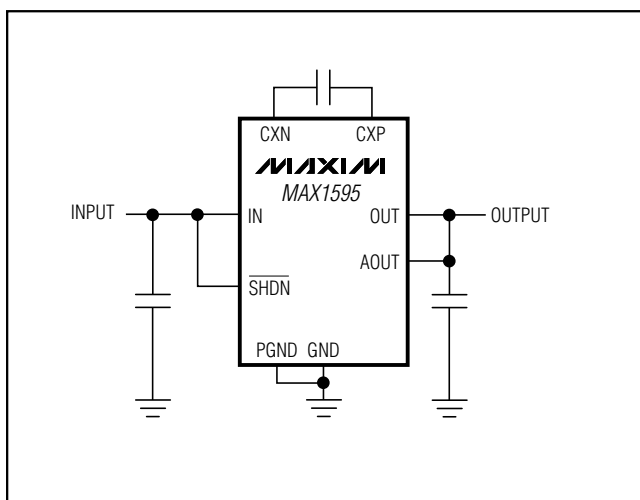 CXN CXP
MAXIM
MAX1595
INPUT IN OUT OUTPUT
AOUT
SHDN
PGND GND